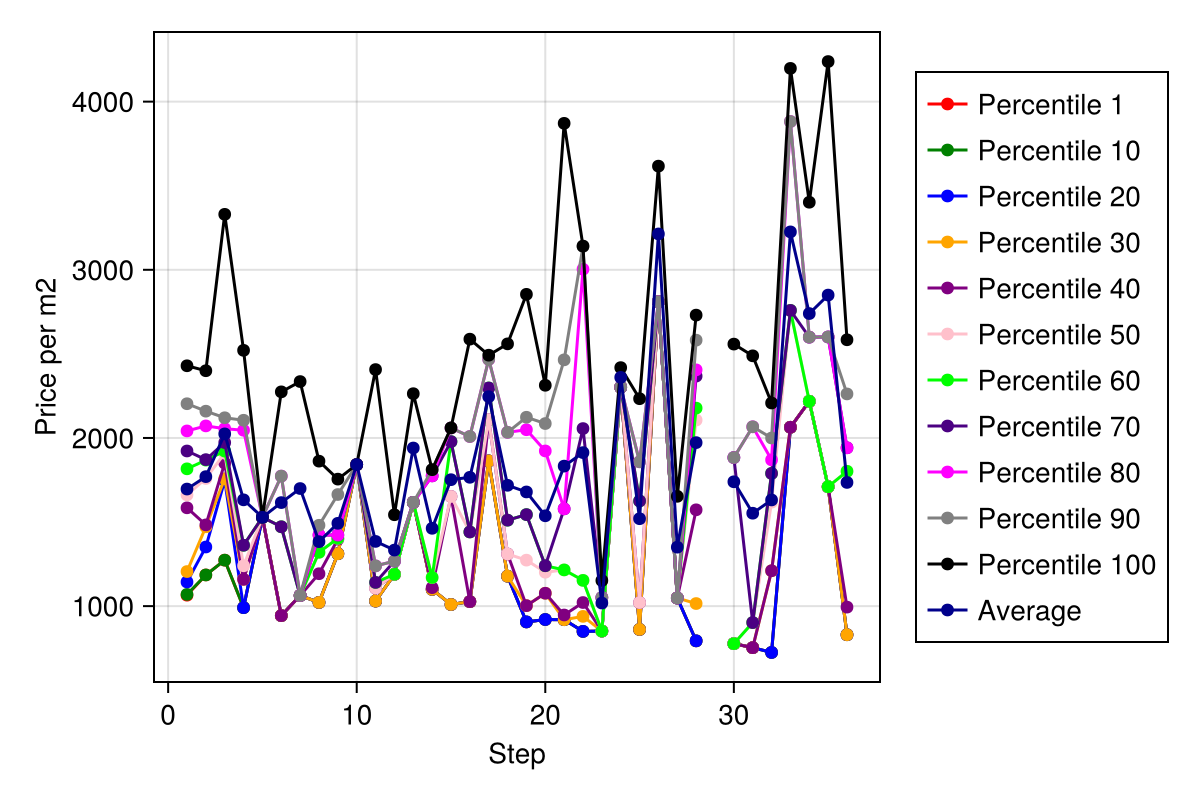 4000
3000
2000
1000
Price per m2
0 10 20 30
Step
Percentile 1
Percentile 10
Percentile 20
Percentile 30
Percentile 40
Percentile 50
Percentile 60
Percentile 70
Percentile 80
Percentile 90
Percentile 100
Average